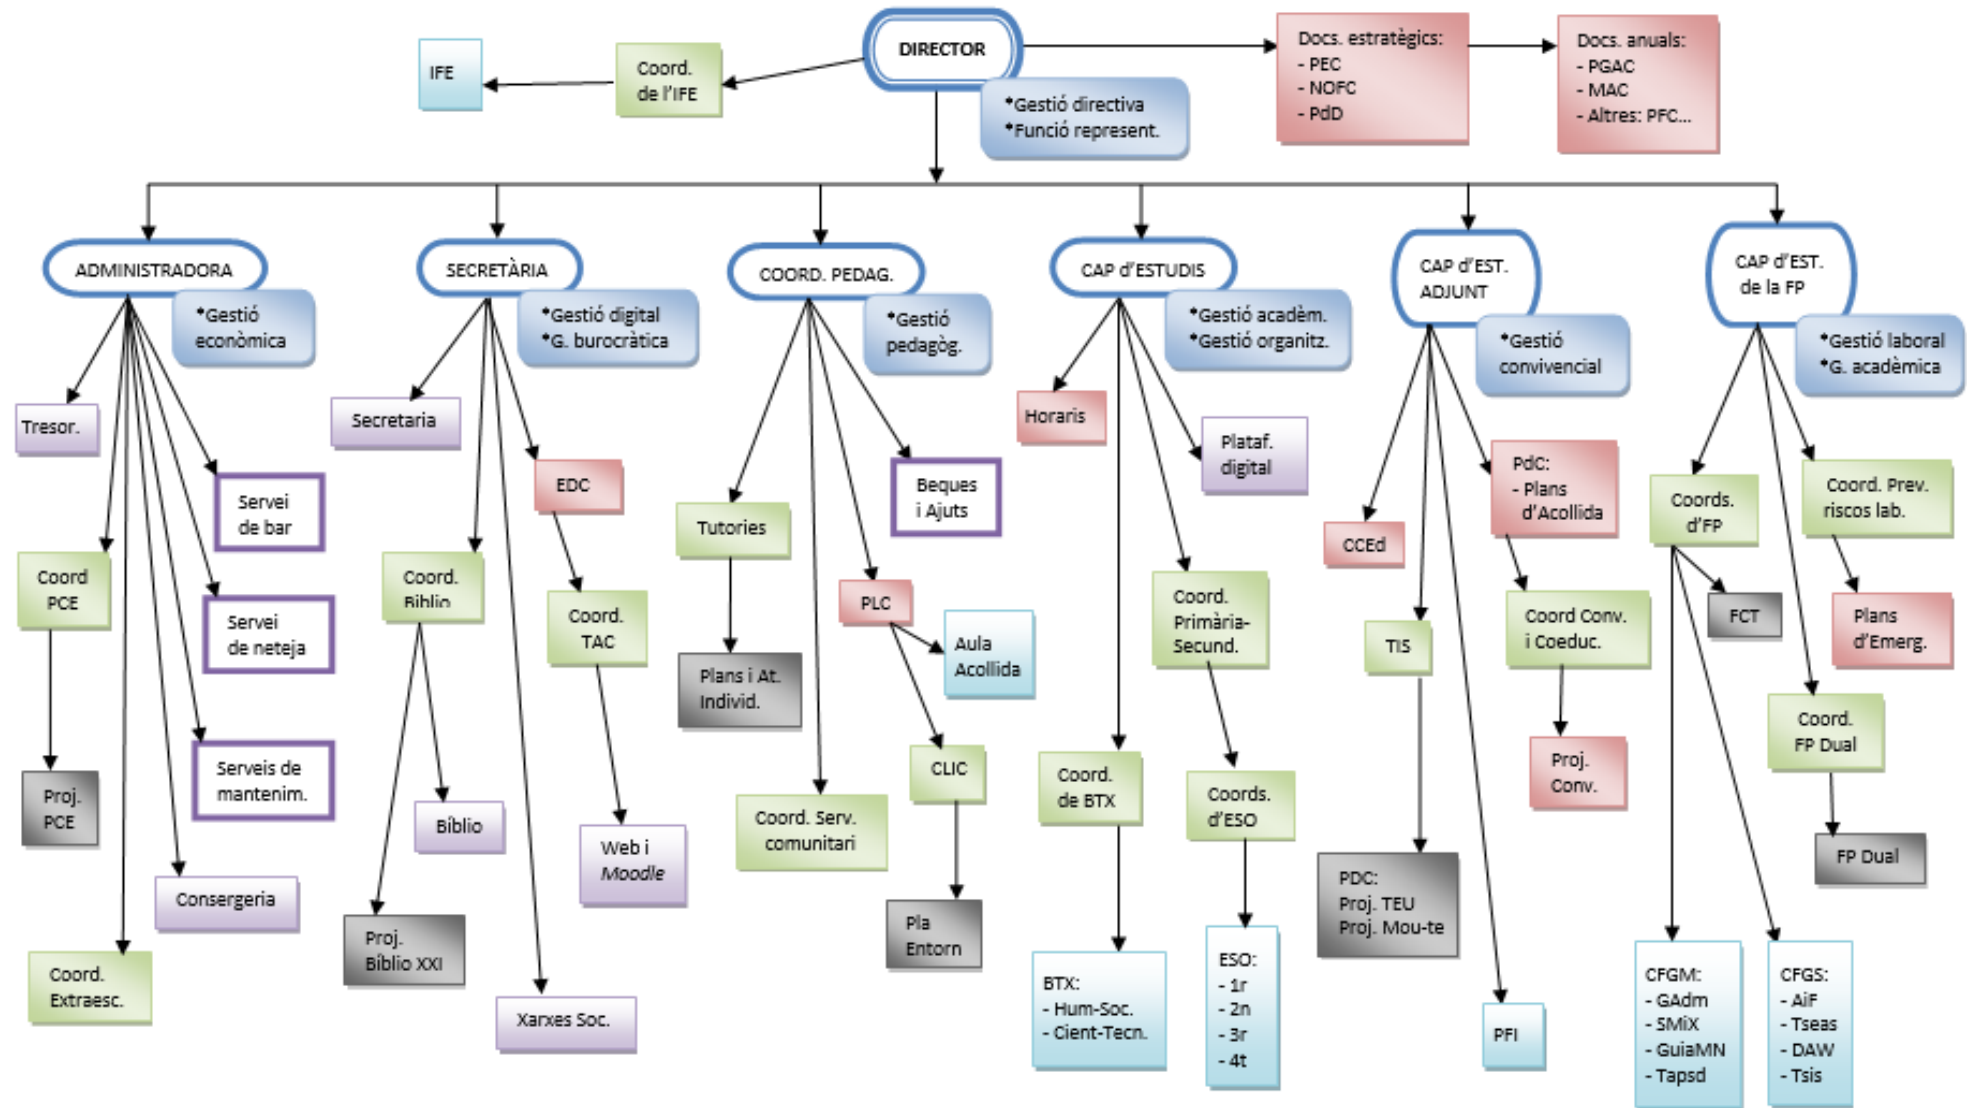 DIRECTOR
IFE
Coord.
de l'IFE
*Gestió directiva
*Funció represent.
Docs. estratègics:
- PEC
- NOFC
- PdD
Docs. anuals:
- PGAC
- MAC
- Altres: PFC...
ADMINISTRADORA
*Gestió
econòmica
SECRETÀRIA
*Gestió digital
*G. burocràtica
COORD. PEDAG.
*Gestió
pedagòg.
CAP d'ESTUDIS
*Gestió acadèm.
*Gestió organitz.
CAP d'EST.
ADJUNT
*Gestió
convivencial
CAP d'EST.
de la FP
*Gestió laboral
*G. acadèmica
Tresor.
Servei
de bar
Coord
PCE
Servei
de neteja
Serveis de
mantenim.
Proj.
PCE
Consergeria
Coord.
Extraesc.
Secretaria
EDC
Coord.
Biblio.
Coord.
TAC
Bíblio
Web i
Moodle
Proj.
Bíblio XXI
Xarxes Soc.
Tutories
Beques
i Ajuts
PLC
Aula
Acollida
Plans i At.
Individ.
CLIC
Coord. Serv.
comunitari
Pla
Entorn
Horaris
Plataf.
digital
Coord.
Primària-
Secund.
Coord.
de BTX
Coords.
d'ESO
BTX:
- Hum-Soc.
- Cient-Tecn.
ESO:
- 1r
- 2n
- 3r
- 4t
CCEd
PdC:
- Plans
d'Acollida
TIS
Coord Conv.
i Coeduc.
Proj.
Conv.
PDC:
Proj. TEU
Proj. Mou-te
PFI
Coords.
d'FP
Coord. Prev.
riscos lab.
FCT
Plans
d'Emerg.
Coord.
FP Dual
FP Dual
CFGM:
- GAdm
- SMiX
- GuiaMN
- Tapsd
CFGS:
- AiF
- Tseas
- DAW
- Tsis